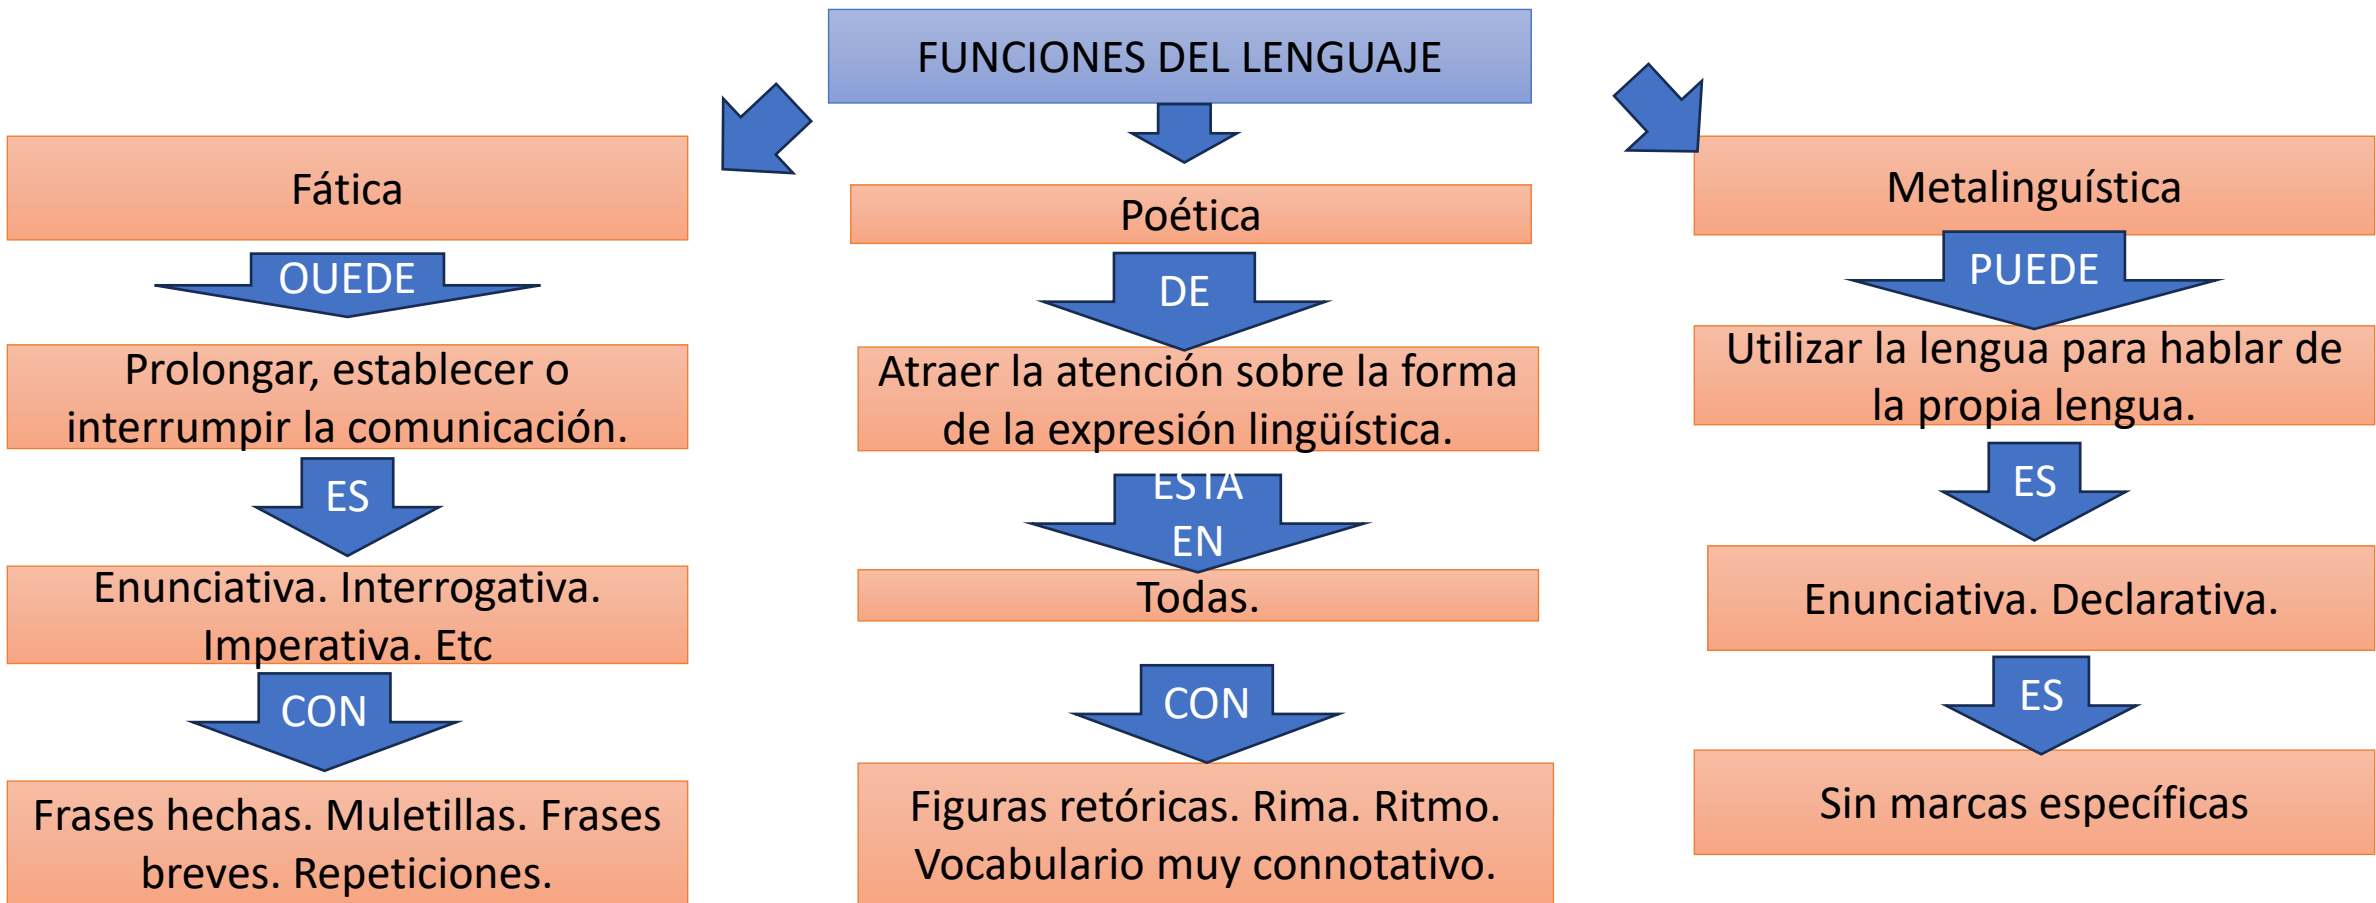 FUNCIONES DEL LENGUAJE
Fática
OUEDE
Prolongar, establecer o
interrumpir la comunicación.
ES
Enunciativa. Interrogativa.
Imperativa. Etc
CON
Frases hechas. Muletillas. Frases
breves. Repeticiones.
Poética
DE
Atraer la atención sobre la forma
de la expresión lingüística.
ESTA
EN
Todas.
CON
Figuras retóricas. Rima. Ritmo.
Vocabulario muy connotativo.
Metalinguística
PUEDE
Utilizar la lengua para hablar de
la propia lengua.
ES
Enunciativa. Declarativa.
ES
Sin marcas específicas